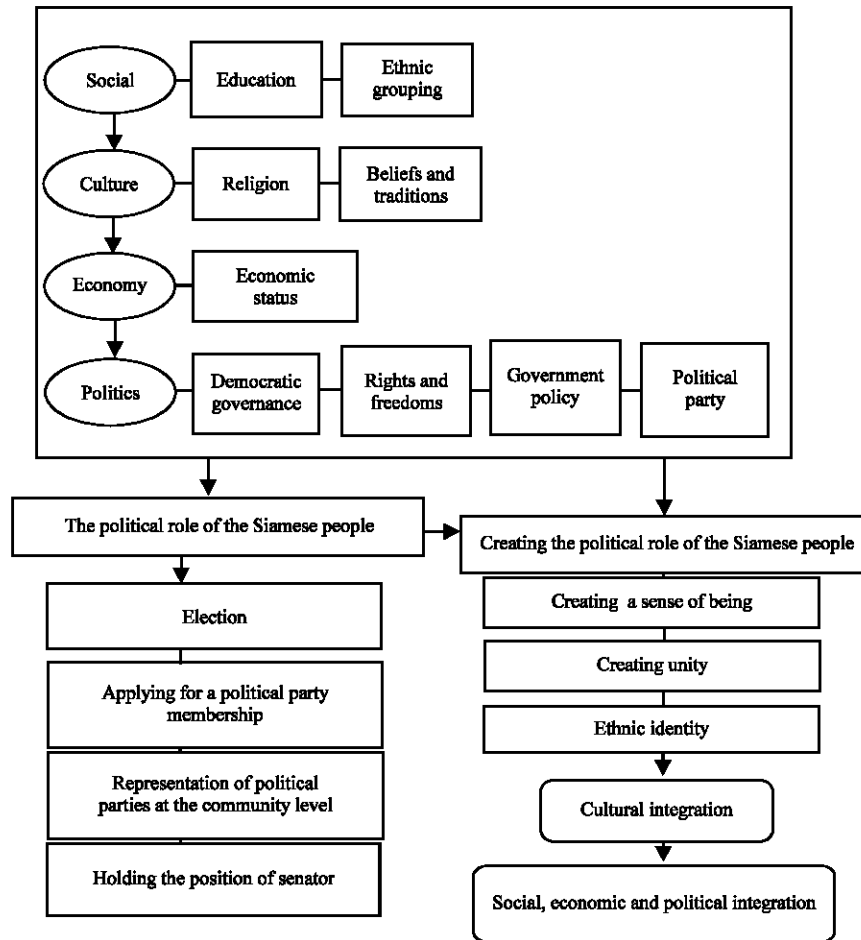 Social
Education
Ethnic
grouping
Culture
Religion
Beliefs and
traditions
Economy
Economic
status
Politics
Democratic
governance
Rights and
freedoms
Government
policy
Political
party
The political role of the Siamese people
Creating the political role of the Siamese people
Election
Applying for a political party
membership
Representation of political
parties at the community level
Holding the position of senator
Creating a sense of being
Creating unity
Ethnic identity
Cultural integration
Social, economic and political integration